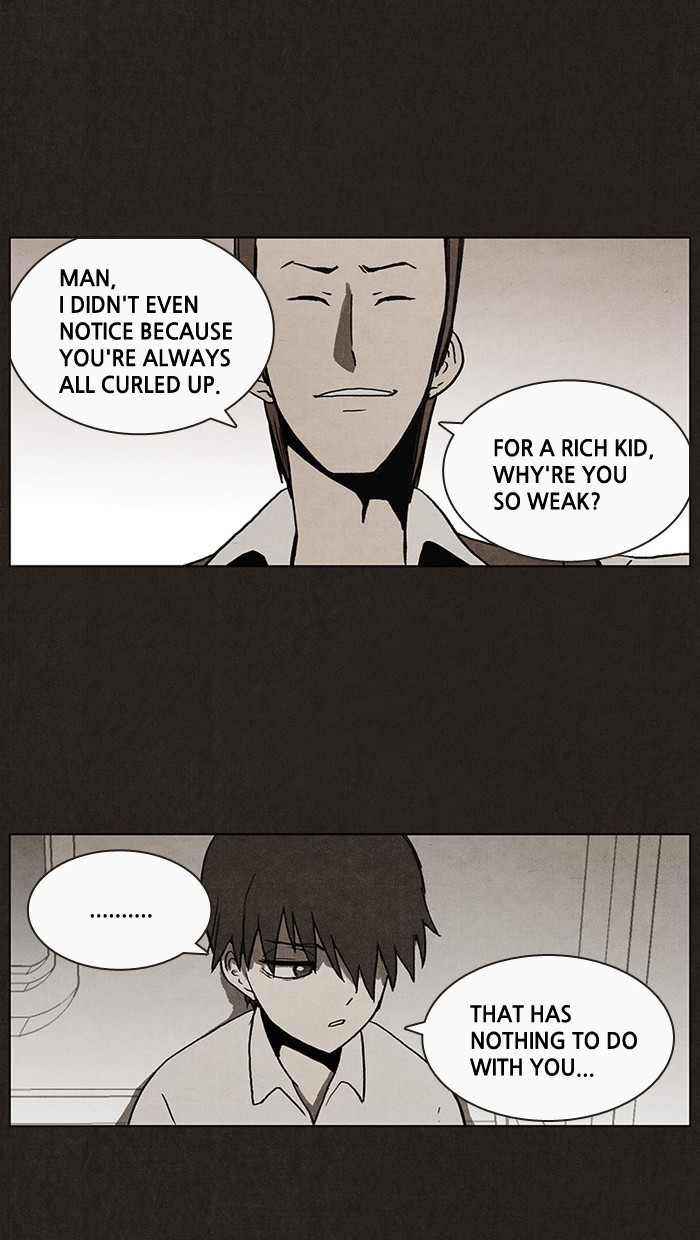 MAN,
I DIDN'T EVEN
NOTICE BECAUSE
YOU'RE ALWAYS
ALL CURLED UP.
FOR A RICH KID,
WHY'RE YOU
SO WEAK?
..........
THAT HAS
NOTHING TO DO
WITH YOU...